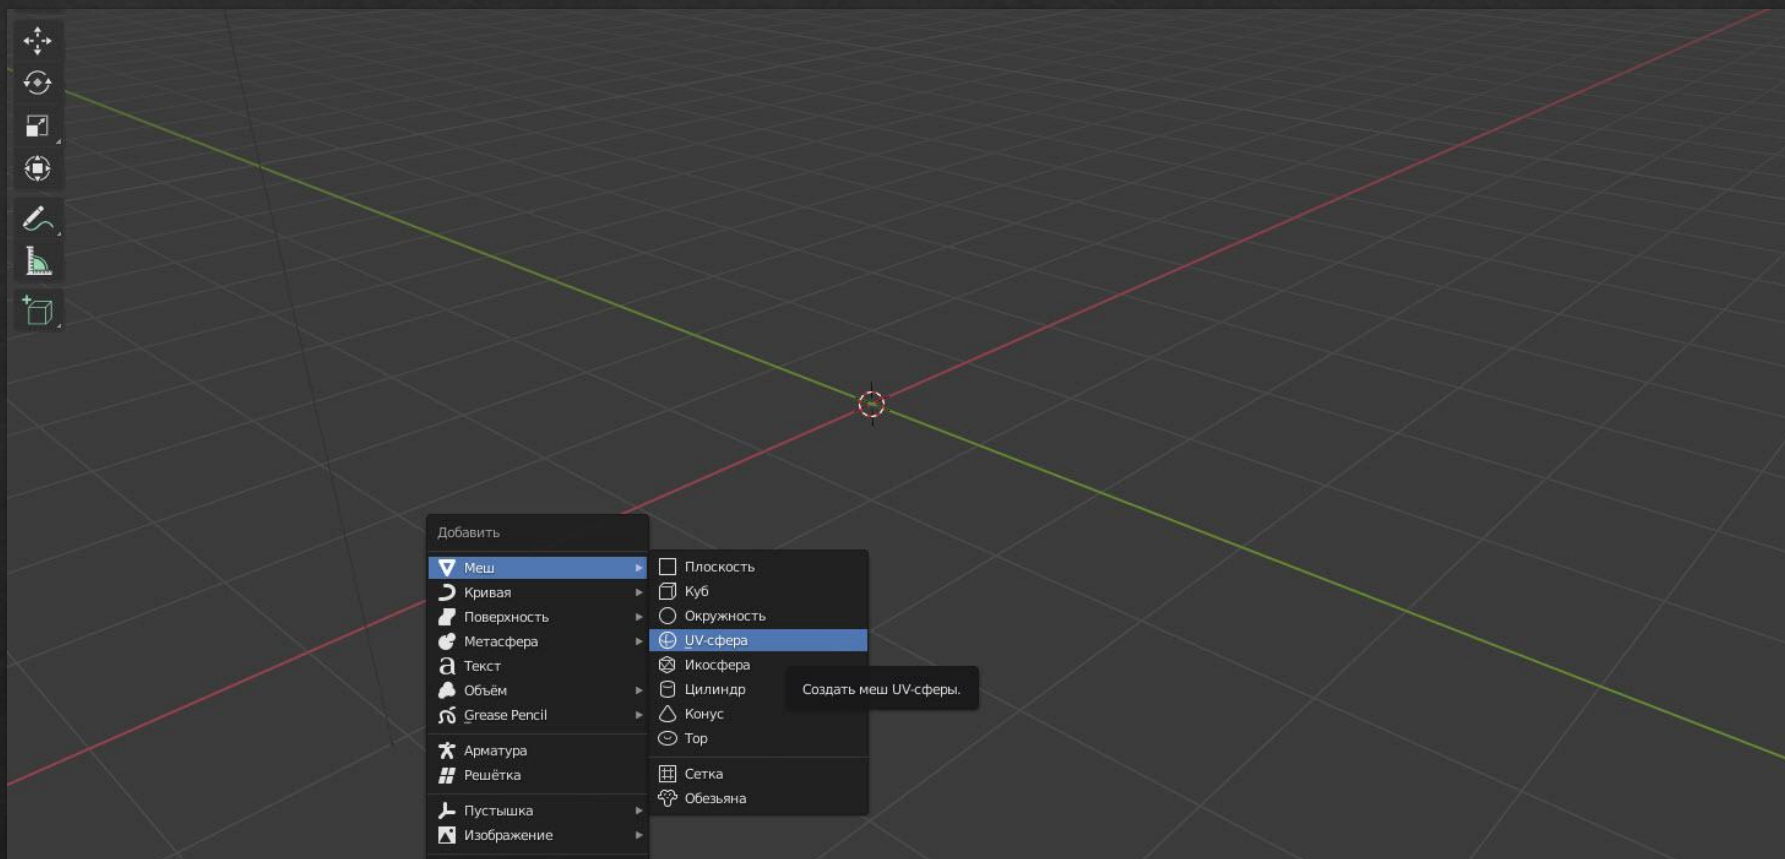 Добавить
Меш
Кривая
Поверхность
Метасфера
Текст
Объём
Grease Pencil
Арматура
Решётка
Пустышка
Изображение
Плоскость
Куб
Окружность
UV-сфера
Икосфера
Цилиндр
Конус
Тор
Сетка
Обезьяна
Создать меш UV-сферы.